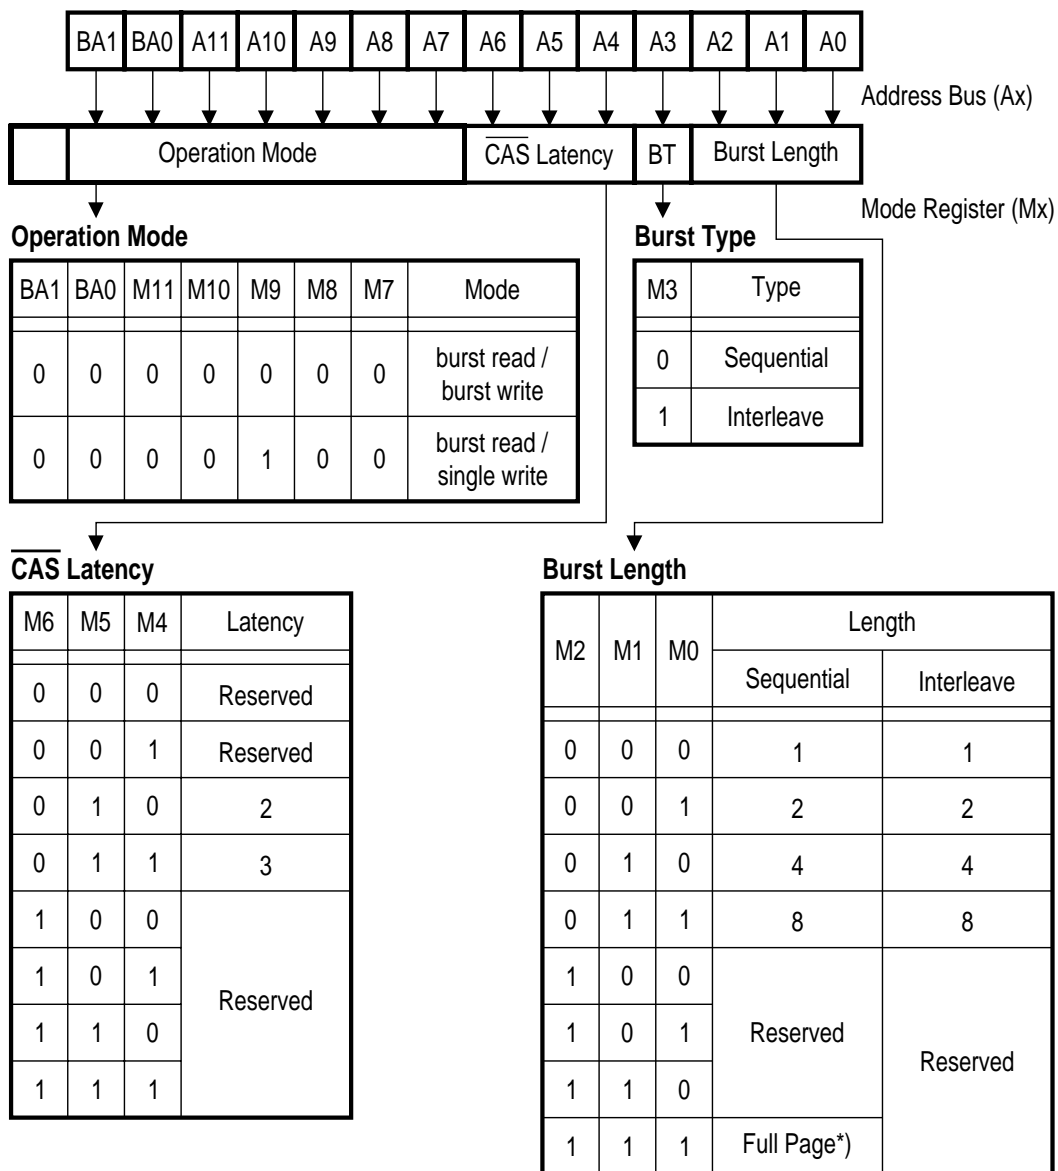 BA1 BA0 A11 A10 A9 A8 A7 A6 A5 A4 A3 A2 A1 A0
Address Bus (Ax)
Operation Mode CAS Latency BT Burst Length
Mode Register (Mx)
Operation Mode
BA1 BA0 M11 M10 M9 M8 M7 Mode
0 0 0 0 0 0 0 burst read /
burst write
0 0 0 0 1 0 0 burst read /
single write
Burst Type
M3 Type
0 Sequential
1 Interleave
CAS Latency
M6 M5 M4 Latency
0 0 0 Reserved
0 0 1 Reserved
0 1 0 2
0 1 1 3
1 0 0
1 0 1
Reserved
1 1 0
1 1 1
Burst Length
Length
M2 M1 M0
Sequential Interleave
0 0 0 1 1
0 0 1 2 2
0 1 0 4 4
0 1 1 8 8
1 0 0
1 0 1 Reserved
Reserved
1 1 0
1 1 1 Full Page*)